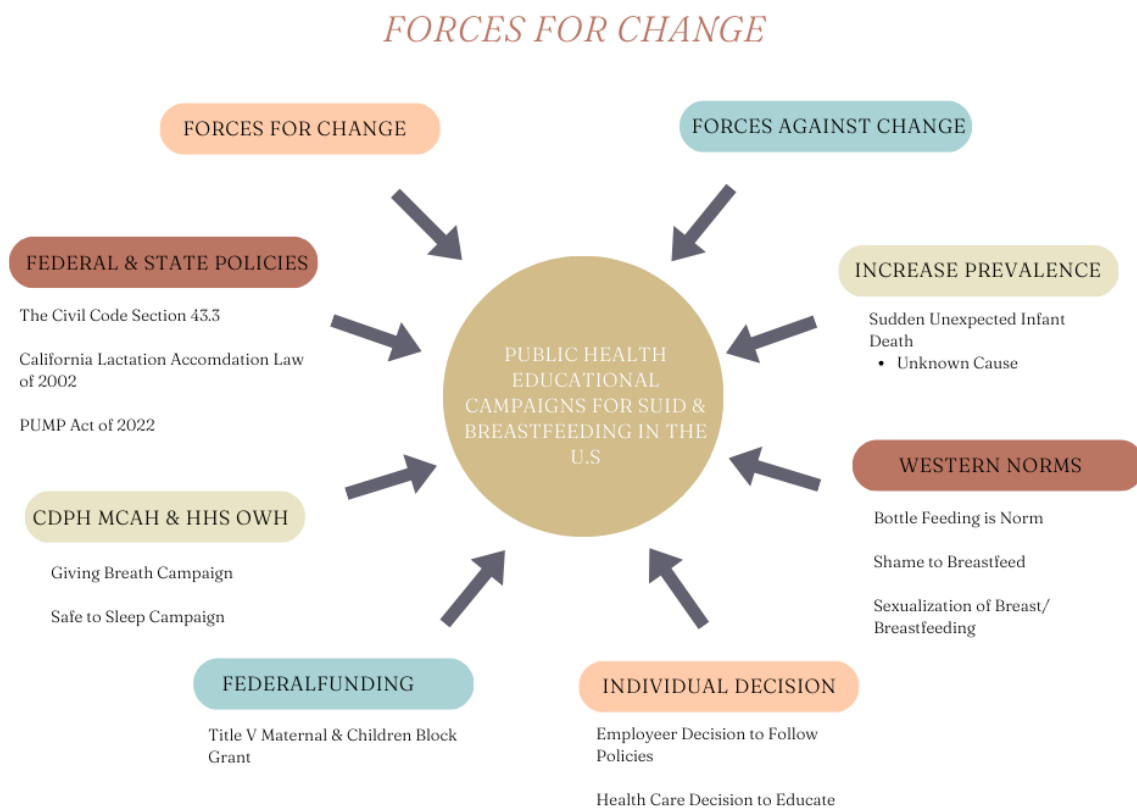 FORCES FOR CHANGE
FORCES FOR CHANGE
FORCES AGAINST CHANGE
FEDERAL & STATE POLICIES
The Civil Code Section 43.3
California Lactation Accomdation Law
of 2002
PUMP Act of 2022
CDPH MCAH & HHS OWH
Giving Breath Campaign
Safe to Sleep Campaign
FEDERALFUNDING
Title V Maternal & Children Block
Grant
PUBLIC HEALTH
EDUCATIONAL
CAMPAIGNS FOR SUID &
BREASTFEEDING IN THE
U.S
INCREASE PREVALENCE
Sudden Unexpected Infant
Death
• Unknown Cause
WESTERN NORMS
Bottle Feeding is Norm
Shame to Breastfeed
Sexualization of Breast/
Breastfeeding
INDIVIDUAL DECISION
Employeer Decision to Follow
Policies
Health Care Decision to Educate